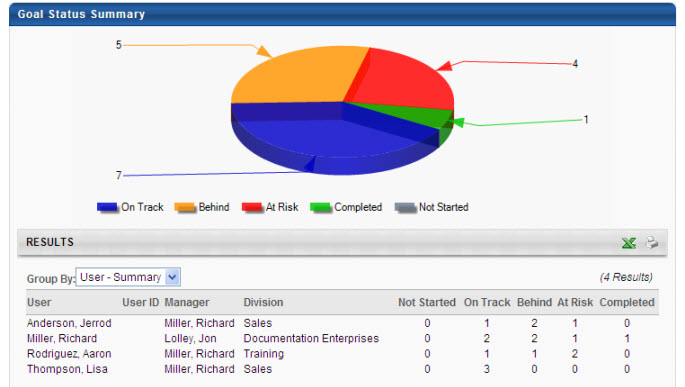 Goal Status Summary
5
4
1
7
On Track Behind At Risk Completed Not Started
RESULTS
Group By: User - Summary (4 Results)
User User ID Manager Division Not Started On Track Behind At Risk Completed
Anderson, Jerrod Miller, Richard Sales 0 1 2 1 0
Miller, Richard Lolley, Jon Documentation Enterprises 0 2 2 1 1
Rodriguez, Aaron Miller, Richard Training 0 1 1 2 0
Thompson, Lisa Miller, Richard Sales 0 3 0 0 0